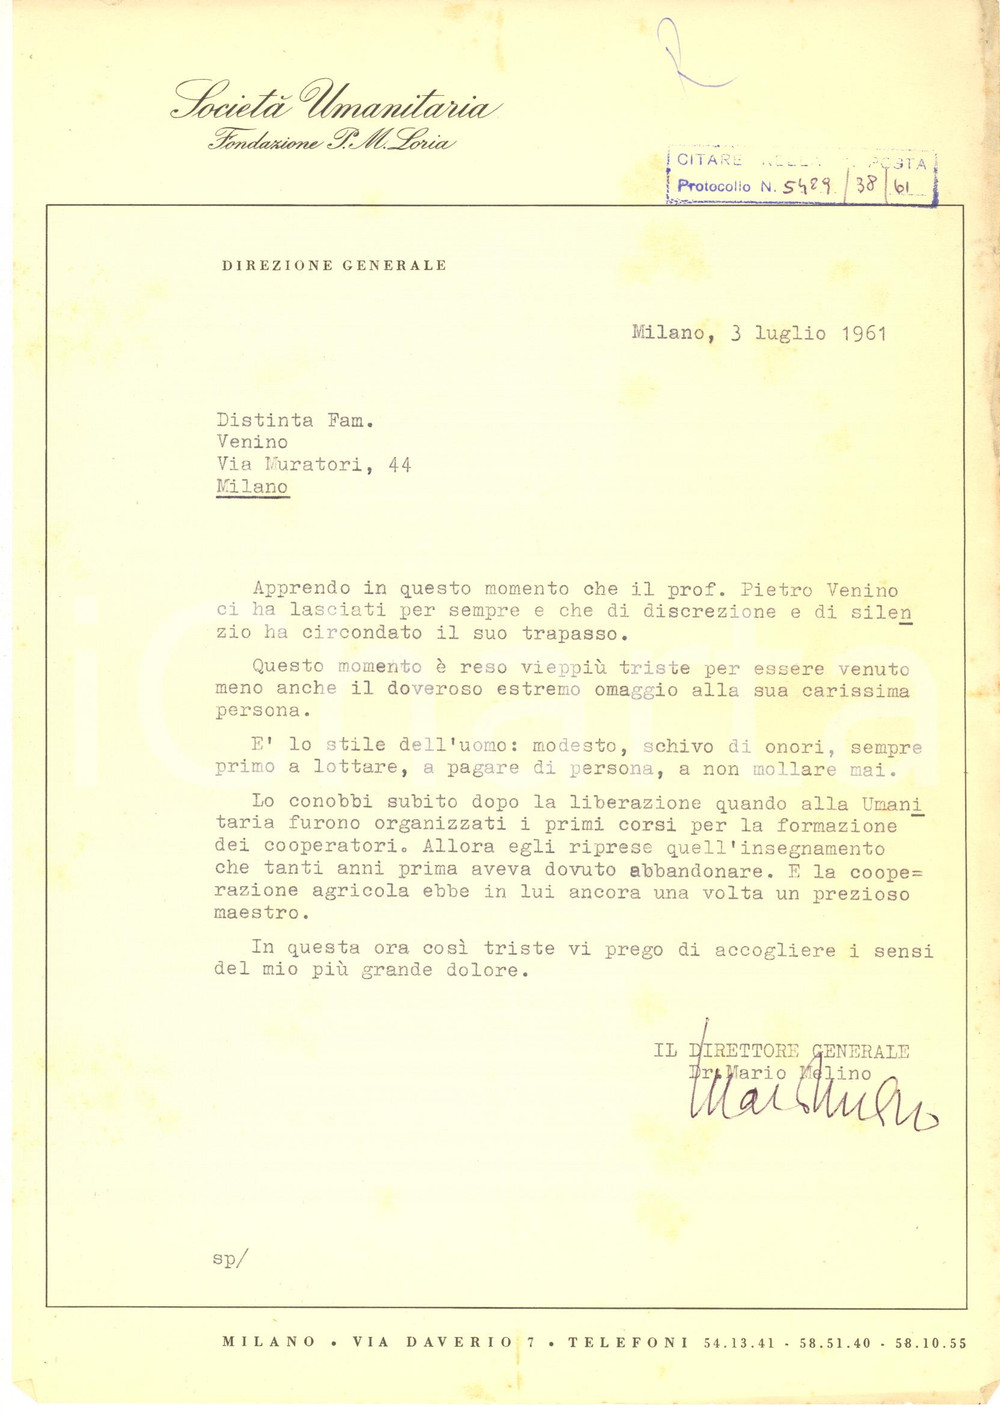 Società Umanitaria
Fondazione P. M. Loria
CITARE NELLA
Protocollo N. 5489/38/61
DIREZIONE GENERALE
Milano, 3 luglio 1961
Distinta Fam.
Venino
Via Muratori, 44
Milano
Apprendo in questo momento che il prof. Pietro Venino
ci ha lasciati per sempre e che di discrezione e di silen
zio ha circondato il suo trapasso.
Questo momento è reso vieppiù triste per essere venuto
meno anche il doveroso estremo omaggio alla sua carissima
persona.
E' lo stile dell'uomo: modesto, schivo di onori, sempre
primo a lottare, a pagare di persona, a non mollare mai.
Lo conobbi subito dopo la liberazione quando alla Umani
taria furono organizzati i primi corsi per la formazione
dei cooperatori. Allora egli riprese quell'insegnamento
che tanti anni prima aveva dovuto abbandonare. E la coope=
razione agricola ebbe in lui ancora una volta un prezioso
maestro.
In questa ora così triste vi prego di accogliere i sensi
del mio più grande dolore.
IL DIRETTORE GENERALE
Dr. Mario Melino
sp/
MILANO . VIA DAVERIO 7 . TELEFONI 54.13.41 - 58.51.40 - 58.10.55